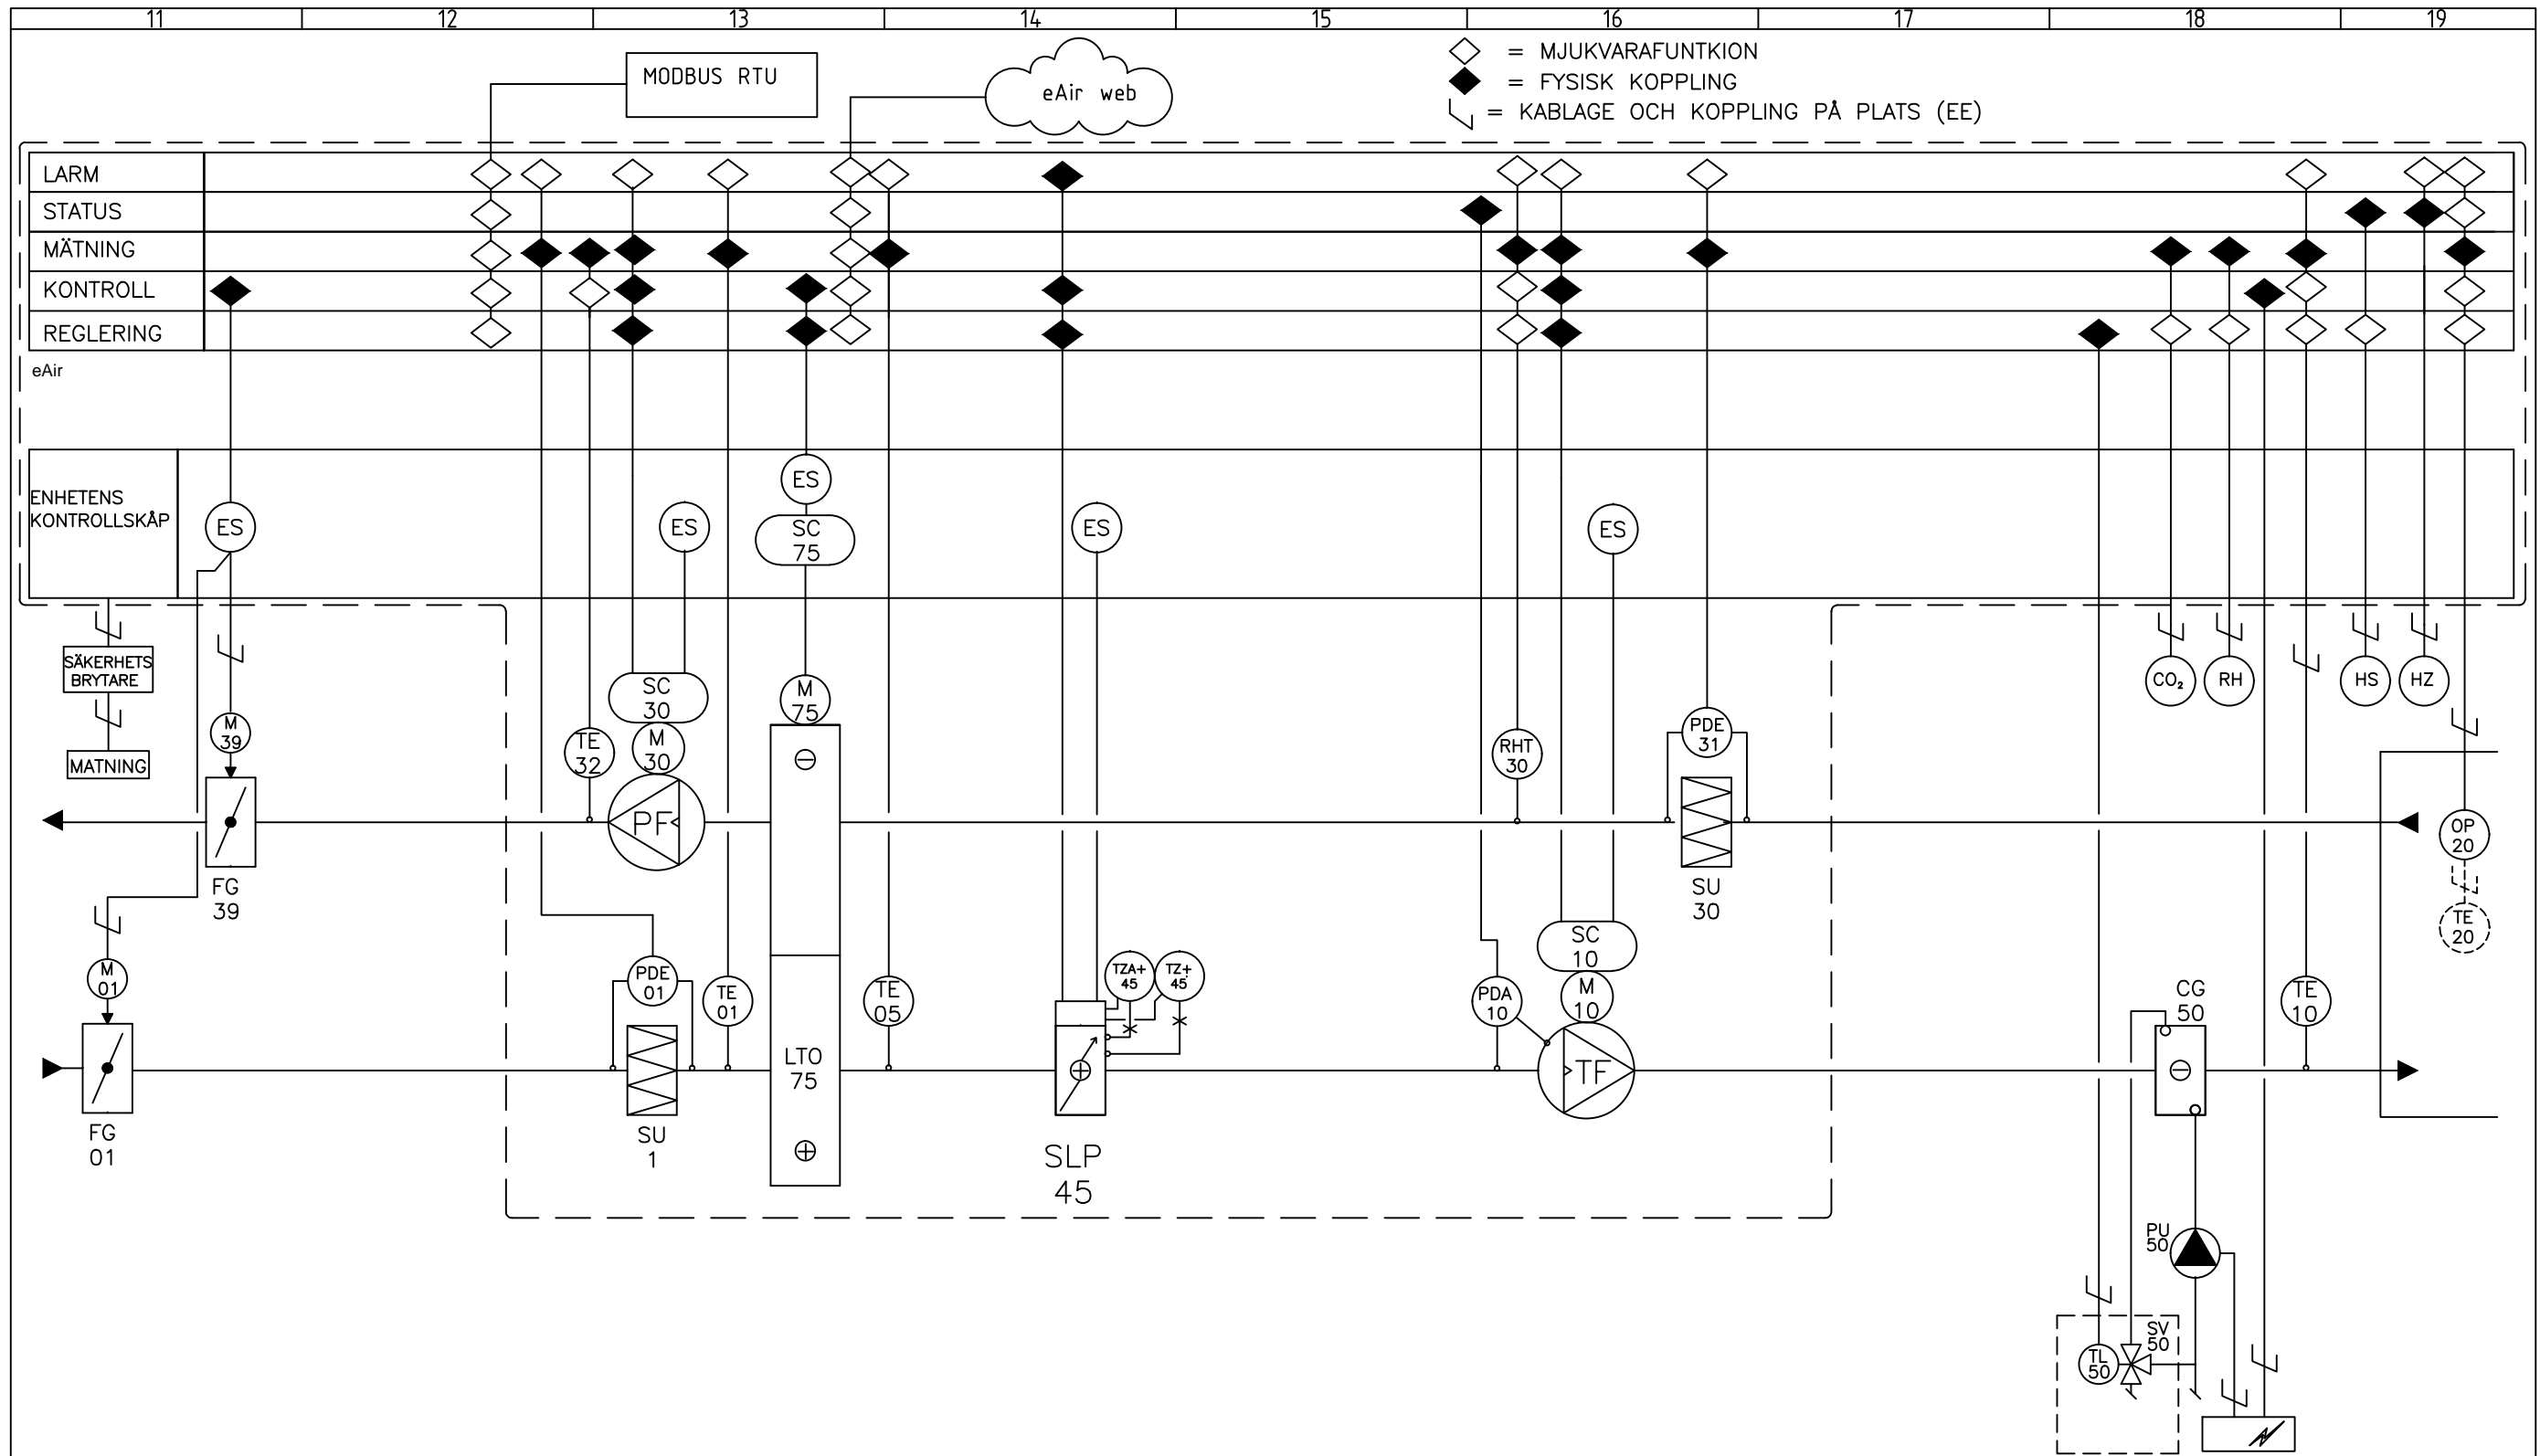 11 12 13 14 15 16 17 18 19
MODBUS RTU
eAir web
= MJUKVARAFUNTKION
= FYSISK KOPPLING
= KABLAGE OCH KOPPLING PÅ PLATS (EE)
LARM
STATUS
MÄTNING
KONTROLL
REGLERING
eAir
ENHETENS
KONTROLLSKÅP
ES
ES
ES
SC
75
ES
ES
SÄKERHETS
BRYTARE
MATNING
M
39
FG
39
M
01
FG
01
TE
32
SC
30
M
30
PF
M
75
PDE
01
SU
1
TE
01
LTO
75
TE
05
TZA+
45
TZ+
45
SLP
45
RHT
30
PDE
31
SU
30
PDA
10
SC
10
M
10
TF
CO₂
RH
HS
HZ
OP
20
TE
20
CG
50
TE
10
PU
50
SV
50
TL
50